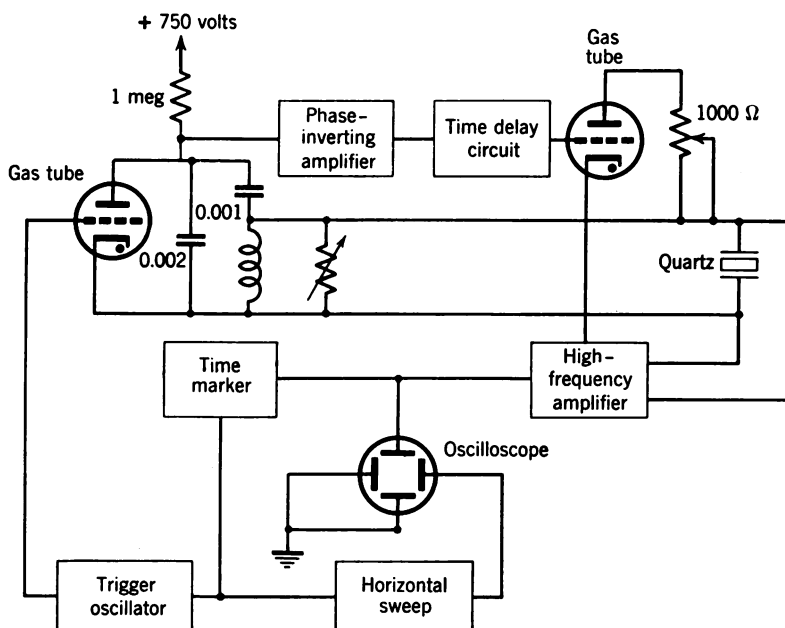 + 750 volts
1 meg
Phase-
inverting
amplifier
Time delay
circuit
Gas
tube
1000 Ω
Gas tube
0.001
0.002
Quartz
Time
marker
High-
frequency
amplifier
Oscilloscope
Trigger
oscillator
Horizontal
sweep